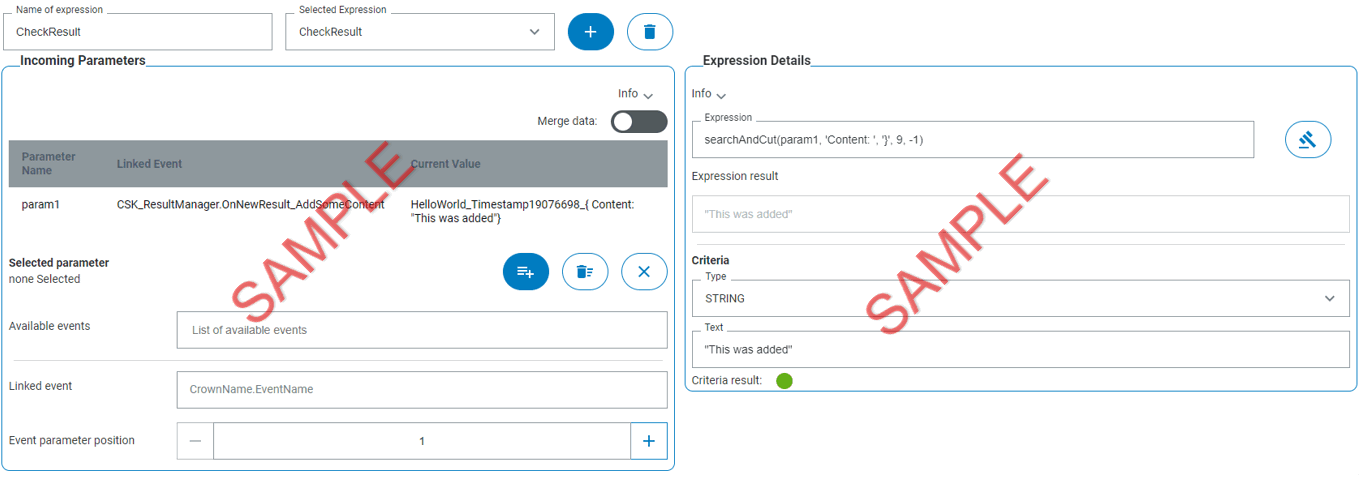 Name of expression
CheckResult
Selected Expression
CheckResult
Incoming Parameters
Info
Merge data:
Parameter Name
Linked Event
Current Value
param1
CSK_ResultManager.OnNewResult_AddSomeContent
HelloWorld_Timestamp19076698_{ Content:
"This was added"}
Selected parameter
none Selected
Available events
List of available events
Linked event
CrownName.EventName
Event parameter position
1
SAMPLE
Expression Details
Info
Expression
searchAndCut(param1, 'Content: ', '}', 9, -1)
Expression result
"This was added"
Criteria
Type
STRING
Text
"This was added"
Criteria result:
SAMPLE